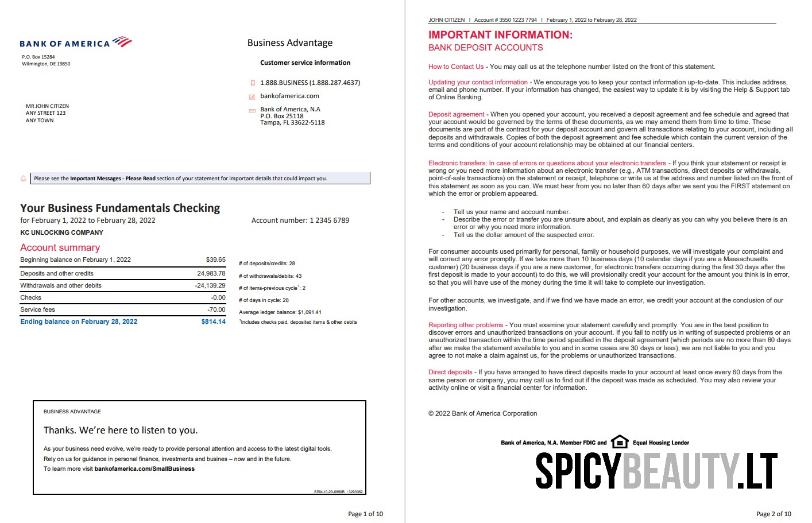 BANK OF AMERICA
P.O. Box 15284
Wilmington, DE 19850
Business Advantage
Customer service information
1.888.BUSINESS (1.888.287.4637)
bankofamerica.com
Bank of America, N.A
P.O. Box 25118
Tampa, FL 33622-5118
MR JOHN CITIZEN
ANY STREET 123
ANY TOWN
Please see the Important Messages - Please Read section of your statement for important details that could impact you.
Your Business Fundamentals Checking
for February 1, 2022 to February 28, 2022
Account number: 1 2345 6789
KC UNLOCKING COMPANY
Account summary
Beginning balance on February 1, 2022 $39.65
Deposits and other credits 24,983.78
Withdrawals and other debits -24,139.29
Checks -0.00
Service fees -70.00
Ending balance on February 28, 2022 $814.14
# of deposits/credits: 28
# of withdrawals/debits: 43
# of items-previous cycle¹: 2
# of days in cycle: 28
Average ledger balance: $1,091.41
¹Includes checks paid, deposited items & other debits
BUSINESS ADVANTAGE
Thanks. We're here to listen to you.
As your business need evolve, we're ready to provide personal attention and access to the latest digital tools.
Rely on us for guidance in personal finance, investments and busines – now and in the future.
To learn more visit bankofamerica.com/SmallBusiness
Page 1 of 10
JOHN CITIZEN I Account # 3550 1223 7794 I February 1, 2022 to February 28, 2022
IMPORTANT INFORMATION:
BANK DEPOSIT ACCOUNTS
How to Contact Us - You may call us at the telephone number listed on the front of this statement.
Updating your contact information - We encourage you to keep your contact information up-to-date. This includes address,
email and phone number. If your information has changed, the easiest way to update it is by visiting the Help & Support tab
of Online Banking.
Deposit agreement - When you opened your account, you received a deposit agreement and fee schedule and agreed that
your account would be governed by the terms of these documents, as we may amend them from time to time. These
documents are part of the contract for your deposit account and govern all transactions relating to your account, including all
deposits and withdrawals. Copies of both the deposit agreement and fee schedule which contain the current version of the
terms and conditions of your account relationship may be obtained at our financial centers.
Electronic transfers: In case of errors or questions about your electronic transfers - If you think your statement or receipt is
wrong or you need more information about an electronic transfer (e.g., ATM transactions, direct deposits or withdrawals,
point-of-sale transactions) on the statement or receipt, telephone or write us at the address and number listed on the front of
this statement as soon as you can. We must hear from you no later than 60 days after we sent you the FIRST statement on
which the error or problem appeared.
- Tell us your name and account number.
- Describe the error or transfer you are unsure about, and explain as clearly as you can why you believe there is an
error or why you need more information.
- Tell us the dollar amount of the suspected error.
For consumer accounts used primarily for personal, family or household purposes, we will investigate your complaint and
will correct any error promptly. If we take more than 10 business days (10 calendar days if you are a Massachusetts
customer) (20 business days if you are a new customer, for electronic transfers occurring during the first 30 days after the
first deposit is made to your account) to do this, we will provisionally credit your account for the amount you think is in error,
so that you will have use of the money during the time it will take to complete our investigation.
For other accounts, we investigate, and if we find we have made an error, we credit your account at the conclusion of our
investigation.
Reporting other problems - You must examine your statement carefully and promptly. You are in the best position to
discover errors and unauthorized transactions on your account. If you fail to notify us in writing of suspected problems or an
unauthorized transaction within the time period specified in the deposit agreement (which periods are no more than 60 days
after we make the statement available to you and in some cases are 30 days or less), we are not liable to you and you
agree to not make a claim against us, for the problems or unauthorized transactions.
Direct deposits - If you have arranged to have direct deposits made to your account at least once every 60 days from the
same person or company, you may call us to find out if the deposit was made as scheduled. You may also review your
activity online or visit a financial center for information.
© 2022 Bank of America Corporation
Bank of America, N.A. Member FDIC and Equal Housing Lender
SPICYBEAUTY.LT
Page 2 of 10